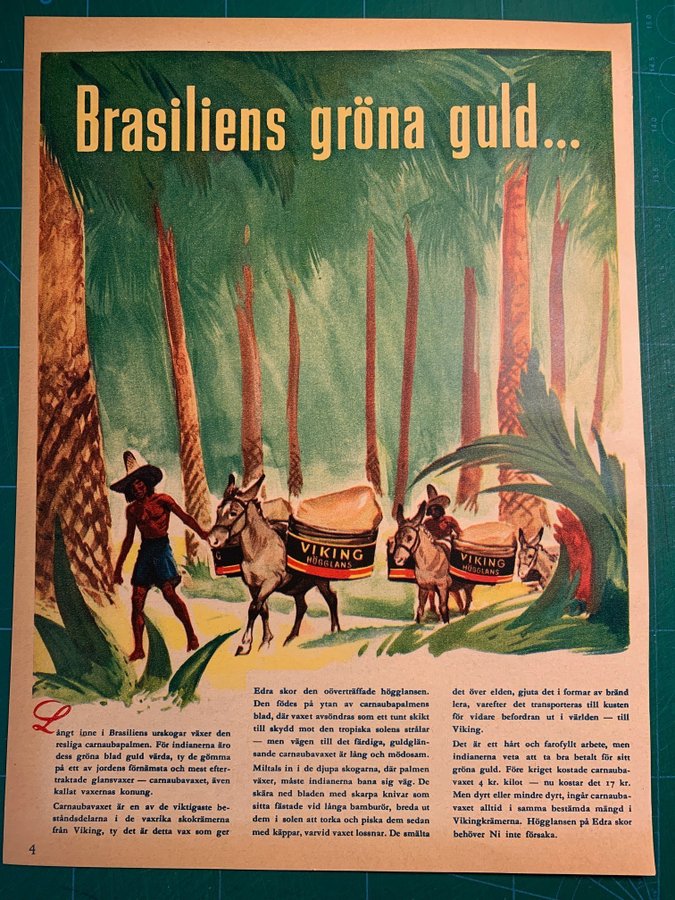 Brasiliens gröna guld...
G
VIKING
HÖGGLANS
VIKING
HÖGGLANS
Långt inne i Brasiliens urskogar växer den
resliga carnaubapalmen. För indianerna äro
dess gröna blad guld värda, ty de gömma
på ett av jordens förnämsta och mest efter-
traktade glansvaxer — carnaubavaxet, även
kallat vaxernas konung.
Carnaubavaxet är en av de viktigaste be-
ståndsdelarna i de vaxrika skokrämerna
från Viking, ty det är detta vax som ger
Edra skor den oöverträffade högglansen.
Den födes på ytan av carnaubapalmens
blad, där vaxet avsöndras som ett tunt skikt
till skydd mot den tropiska solens strålar
— men vägen till det färdiga, guldglän-
sande carnaubavaxet är lång och mödosam.
Miltals in i de djupa skogarna, där palmen
växer, måste indianerna bana sig väg. De
skära ned bladen med skarpa knivar som
sitta fästade vid långa bamburör, breda ut
dem i solen att torka och piska dem sedan
med käppar, varvid vaxet lossnar. De smälta
det över elden, gjuta det i formar av bränd
lera, varefter det transporteras till kusten
för vidare befordran ut i världen — till
Viking.
Det är ett hårt och farofyllt arbete, men
indianerna veta att ta bra betalt för sitt
gröna guld. Före kriget kostade carnauba-
vaxet 4 kr. kilot — nu kostar det 17 kr.
Men dyrt eller mindre dyrt, ingår carnauba-
vaxet alltid i samma bestämda mängd i
Vikingkrämerna. Högglansen på Edra skor
behöver Ni inte försaka.
4